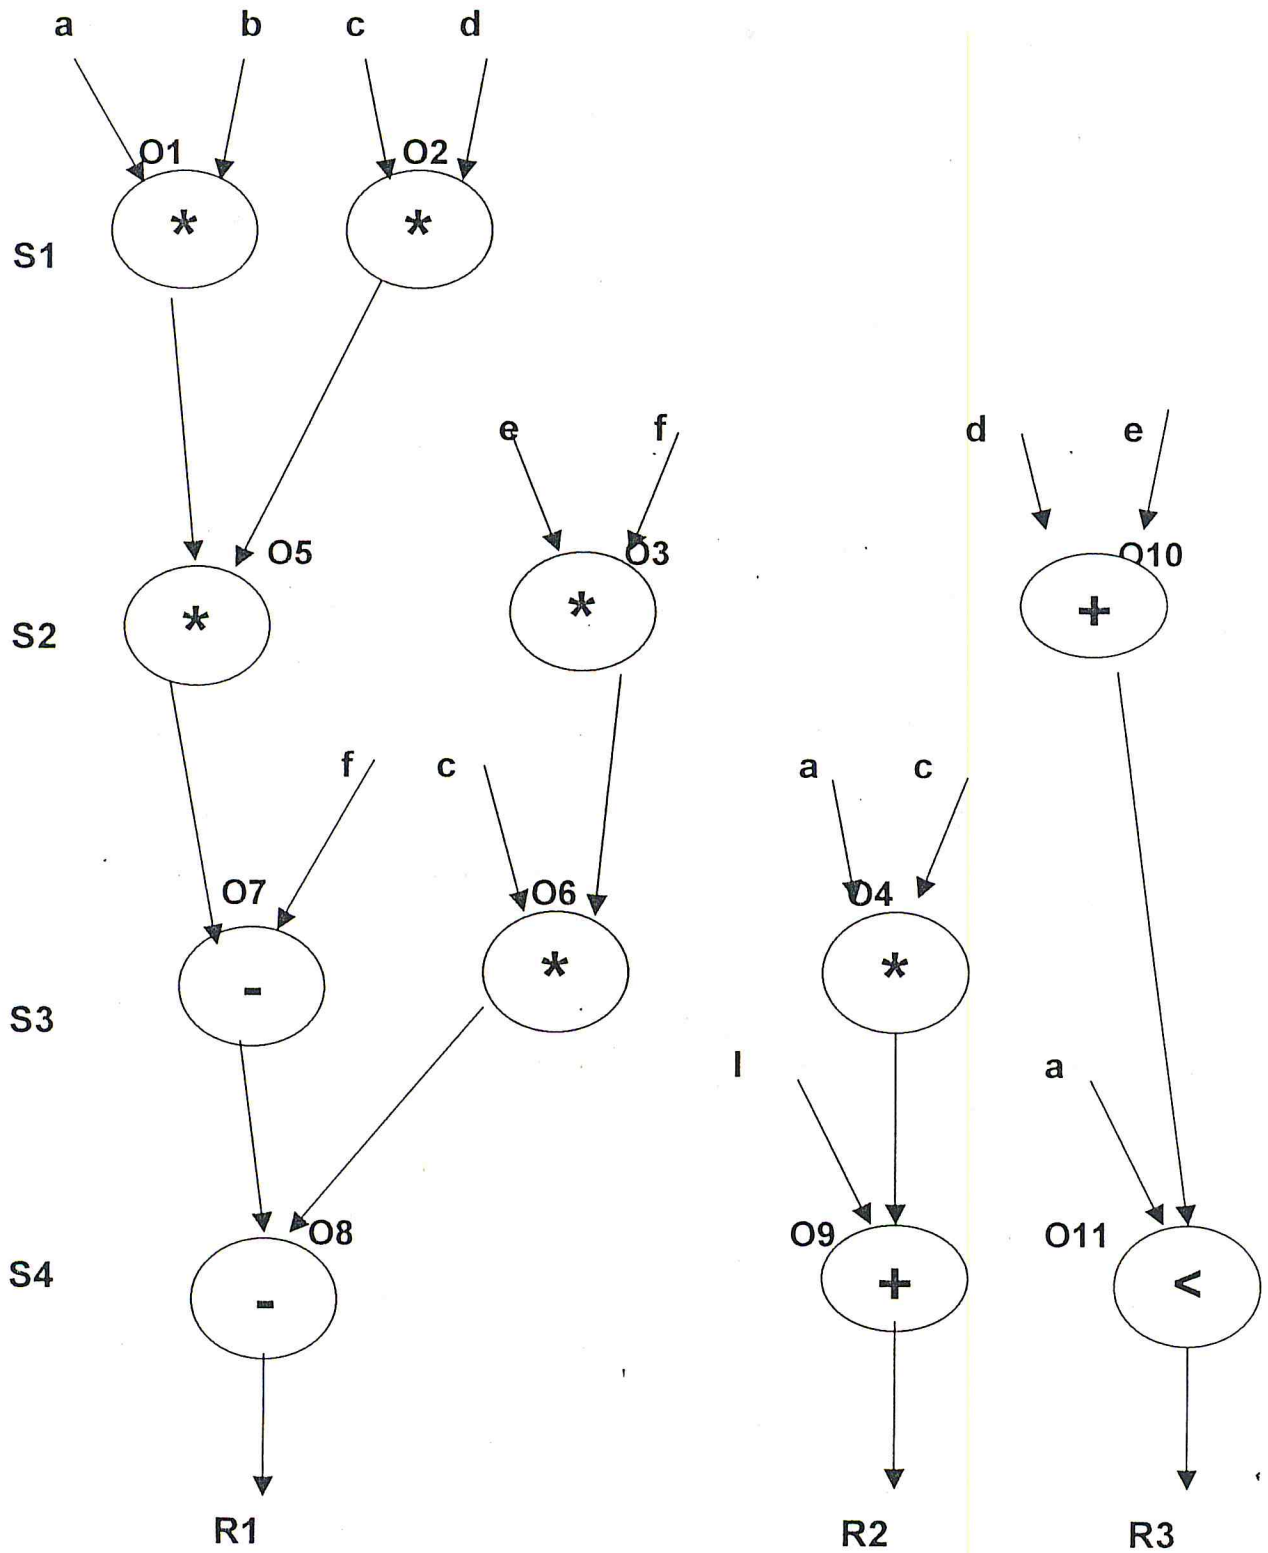 a b c d
O1 O2
* *
S1
e f d e
O5 O3 O10
* * +
S2
f c a c
O7 O6 O4
- * *
S3
I a
O8 O9 O11
S4
- + <
R1 R2 R3